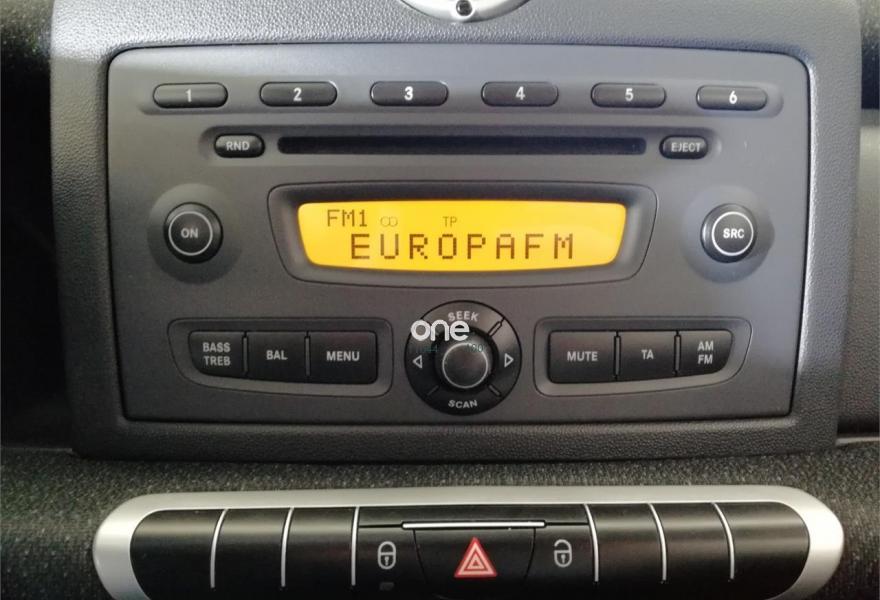 1 2 3 4 5 6
RND EJECT
FM1 TP
EUROPAFM
ON SRC
SEEK
one
BASS TREB BAL MENU MUTE TA AM FM
SCAN